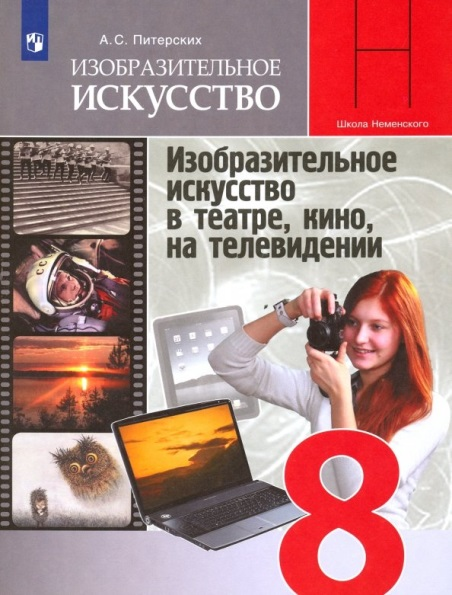 А. С. Питерских
ИЗОБРАЗИТЕЛЬНОЕ
ИСКУССТВО
Школа Неменского
Изобразительное
искусство
в театре, кино,
на телевидении
8